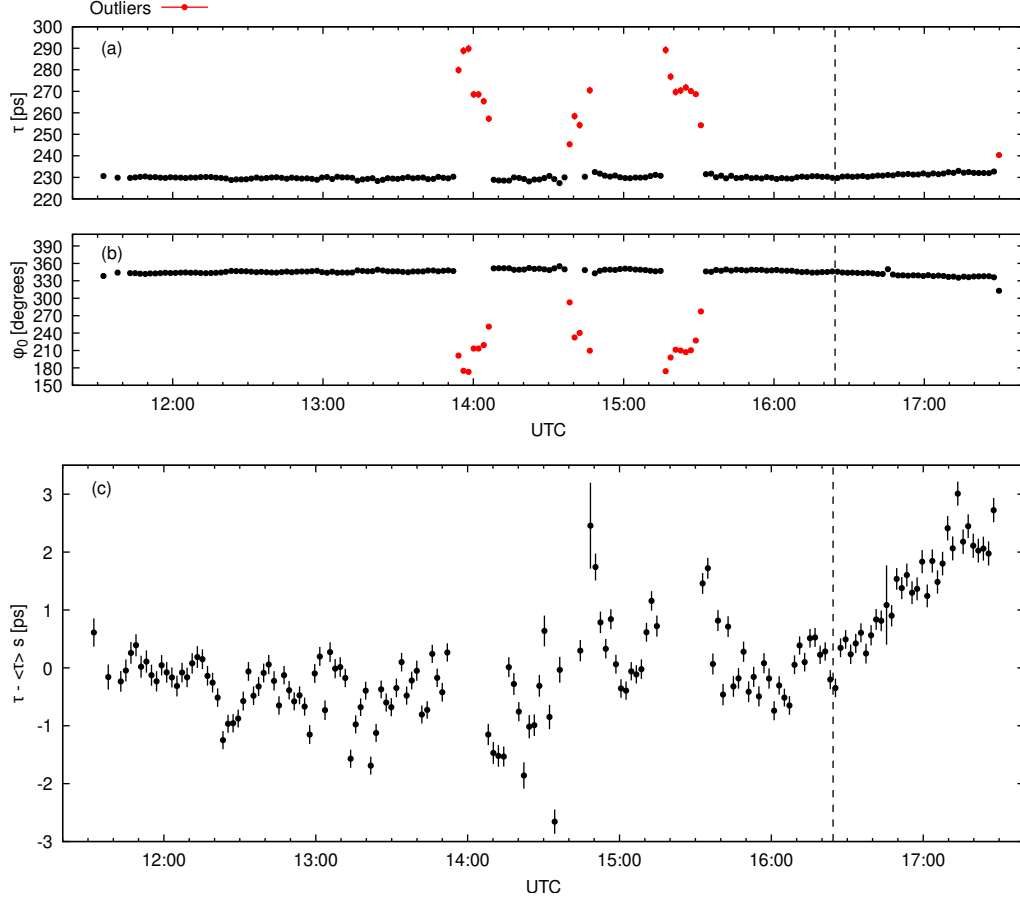 Outliers
300
290
280
270
260
250
240
230
220
τ [ps]
(a)
390
360
330
300
270
240
210
180
150
φ0 [degrees]
(b)
12:00 13:00 14:00 15:00 16:00 17:00
UTC
3
2
1
0
-1
-2
-3
τ - <τ> s [ps]
(c)
12:00 13:00 14:00 15:00 16:00 17:00
UTC